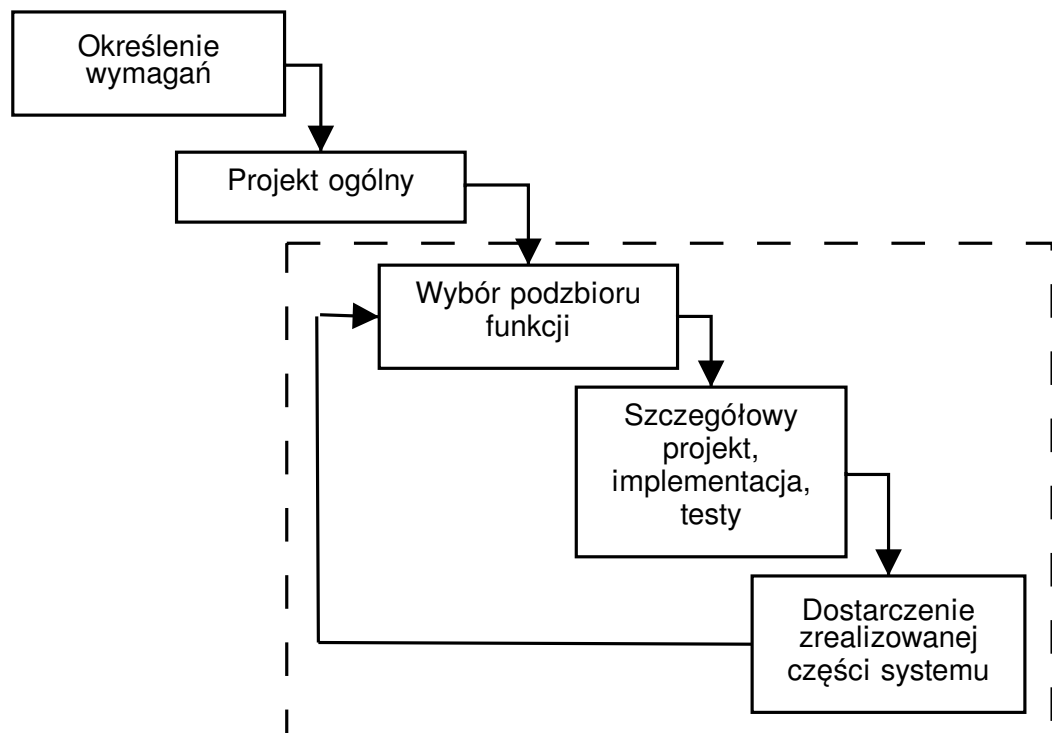 Określenie
wymagań
Projekt ogólny
Wybór podzbioru
funkcji
Szczegółowy
projekt,
implementacja,
testy
Dostarczenie
zrealizowanej
części systemu